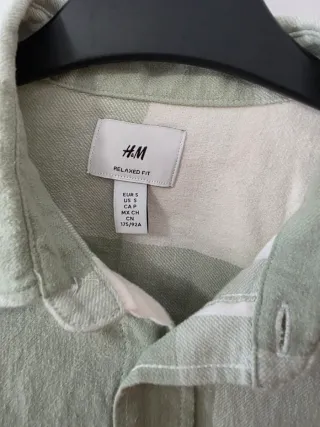 H&M
RELAXED FIT
EUR S
US S
CA P
MX CH
CN
175/92A